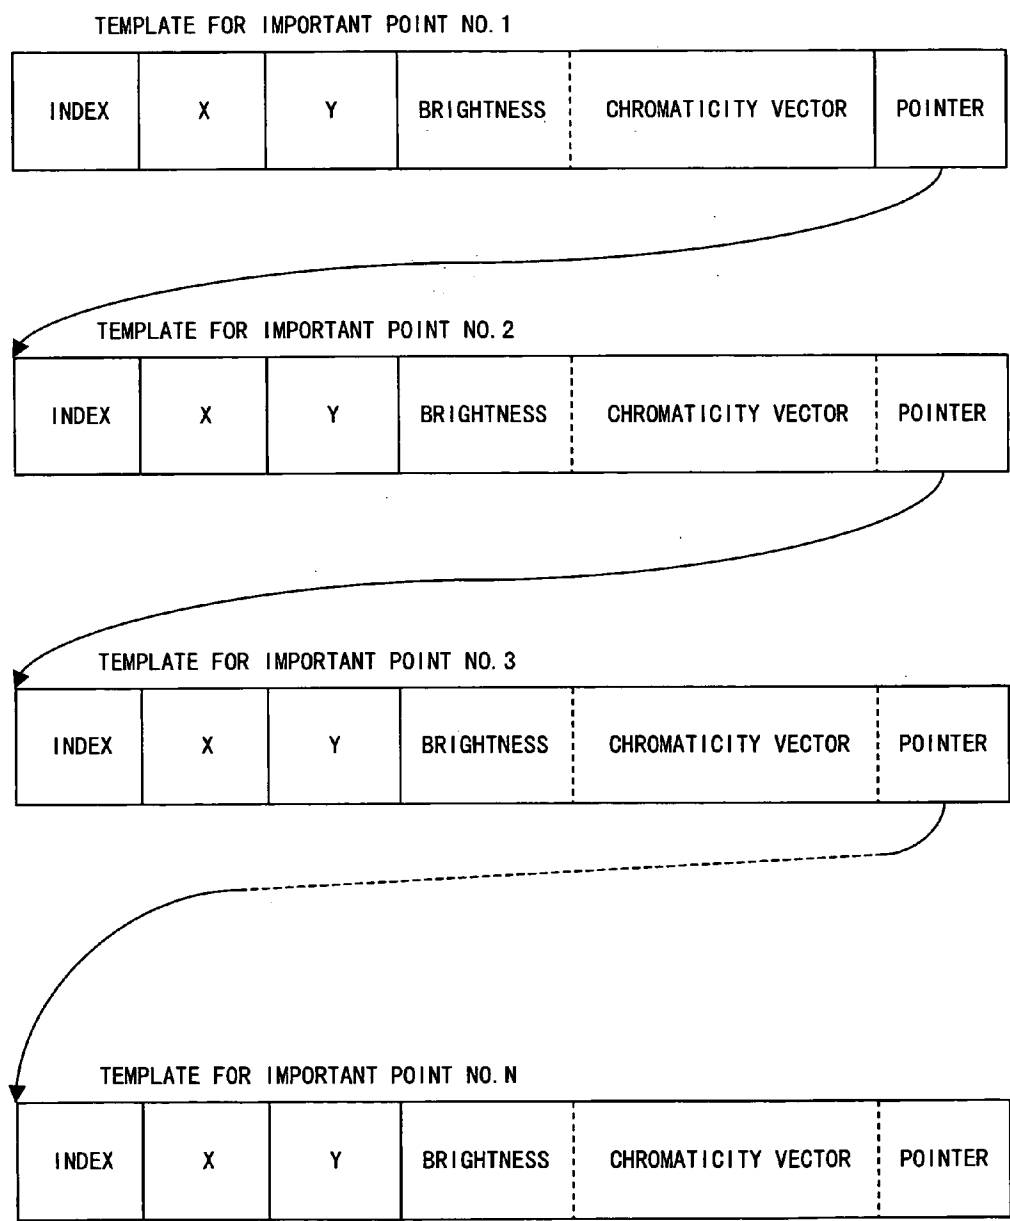 TEMPLATE FOR IMPORTANT POINT NO. 1
INDEX X Y BRIGHTNESS CHROMATICITY VECTOR POINTER
TEMPLATE FOR IMPORTANT POINT NO. 2
INDEX X Y BRIGHTNESS CHROMATICITY VECTOR POINTER
TEMPLATE FOR IMPORTANT POINT NO. 3
INDEX X Y BRIGHTNESS CHROMATICITY VECTOR POINTER
TEMPLATE FOR IMPORTANT POINT NO. N
INDEX X Y BRIGHTNESS CHROMATICITY VECTOR POINTER